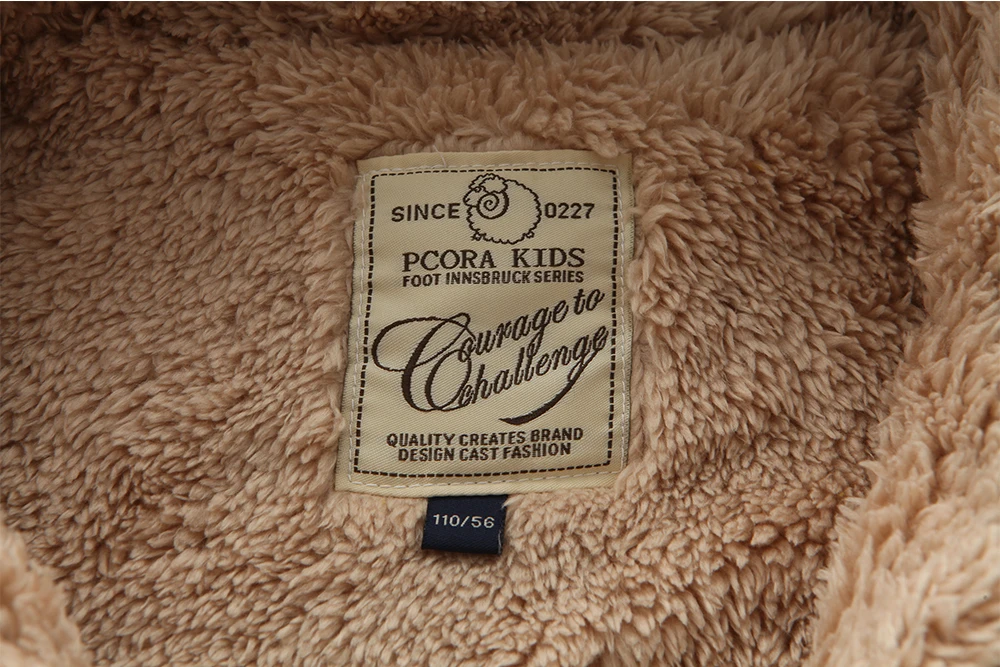 SINCE 0227
PCORA KIDS
FOOT INNSBRUCK SERIES
Courage to
challenge
QUALITY CREATES BRAND
DESIGN CAST FASHION
110/56